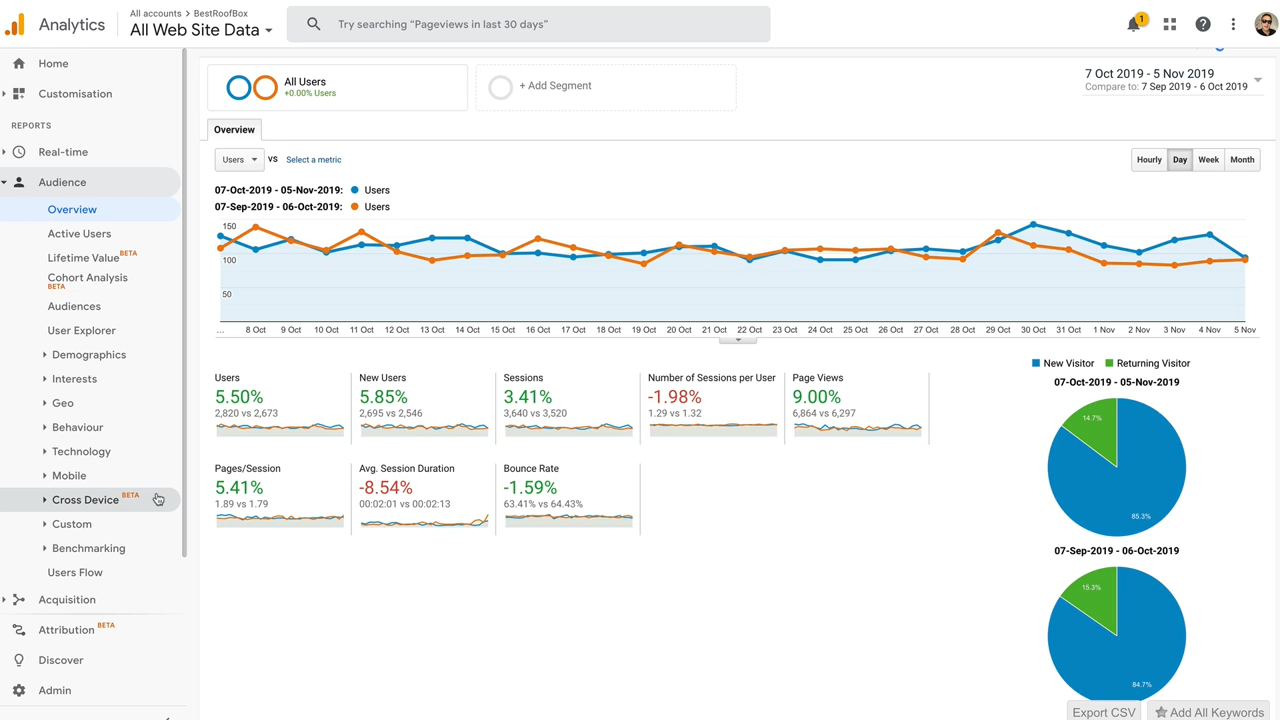 Analytics
All accounts > BestRoofBox
All Web Site Data
Try searching “Pageviews in last 30 days”
1
Home
Customisation
REPORTS
Real-time
Audience
Overview
Active Users
Lifetime Value BETA
Cohort Analysis
BETA
Audiences
User Explorer
Demographics
Interests
Geo
Behaviour
Technology
Mobile
Cross Device BETA
Custom
Benchmarking
Users Flow
Acquisition
Attribution BETA
Discover
Admin
All Users
+0.00% Users
+ Add Segment
7 Oct 2019 - 5 Nov 2019
Compare to: 7 Sep 2019 - 6 Oct 2019
Overview
Users VS Select a metric
Hourly Day Week Month
07-Oct-2019 - 05-Nov-2019: Users
07-Sep-2019 - 06-Oct-2019: Users
150
100
50
... 8 Oct 9 Oct 10 Oct 11 Oct 12 Oct 13 Oct 14 Oct 15 Oct 16 Oct 17 Oct 18 Oct 19 Oct 20 Oct 21 Oct 22 Oct 23 Oct 24 Oct 25 Oct 26 Oct 27 Oct 28 Oct 29 Oct 30 Oct 31 Oct 1 Nov 2 Nov 3 Nov 4 Nov 5 Nov
Users
5.50%
2,820 vs 2,673
New Users
5.85%
2,695 vs 2,546
Sessions
3.41%
3,640 vs 3,520
Number of Sessions per User
-1.98%
1.29 vs 1.32
Page Views
9.00%
6,864 vs 6,297
Pages/Session
5.41%
1.89 vs 1.79
Avg. Session Duration
-8.54%
00:02:01 vs 00:02:13
Bounce Rate
-1.59%
63.41% vs 64.43%
New Visitor Returning Visitor
07-Oct-2019 - 05-Nov-2019
14.7%
85.3%
07-Sep-2019 - 06-Oct-2019
15.3%
84.7%
Export CSV
Add All Keywords